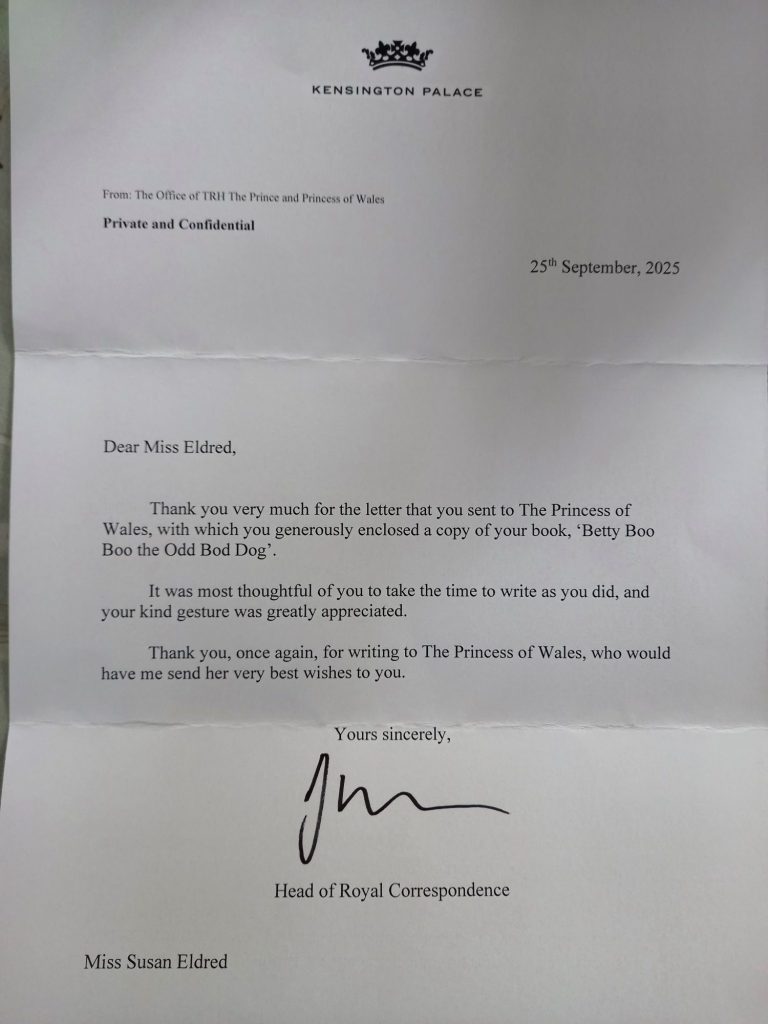 KENSINGTON PALACE
From: The Office of TRH The Prince and Princess of Wales
Private and Confidential
25th September, 2025
Dear Miss Eldred,
Thank you very much for the letter that you sent to The Princess of
Wales, with which you generously enclosed a copy of your book, ‘Betty Boo
Boo the Odd Bod Dog’.
It was most thoughtful of you to take the time to write as you did, and
your kind gesture was greatly appreciated.
Thank you, once again, for writing to The Princess of Wales, who would
have me send her very best wishes to you.
Yours sincerely,
Head of Royal Correspondence
Miss Susan Eldred